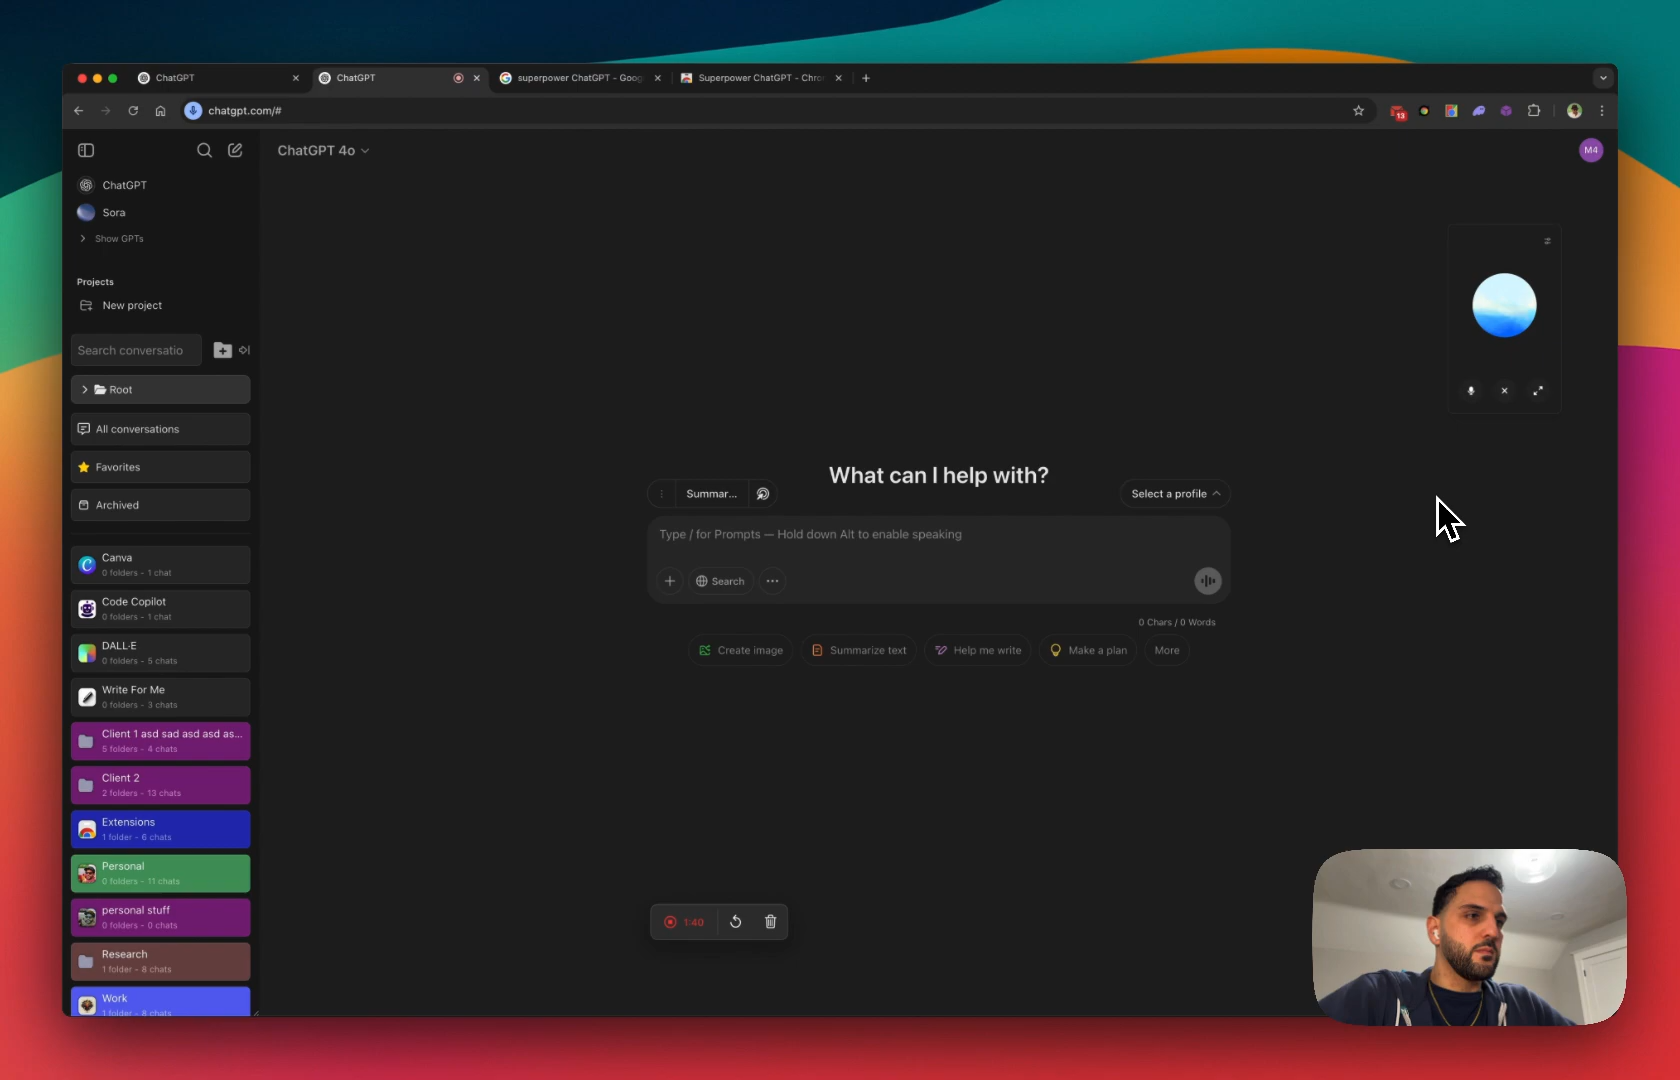 ChatGPT
ChatGPT
superpower ChatGPT - Goog
Superpower ChatGPT - Chro
chatgpt.com/#
13
ChatGPT 4o
M4
ChatGPT
Sora
Show GPTs
Projects
New project
Search conversatio
Root
All conversations
Favorites
Archived
Canva
0 folders - 1 chat
Code Copilot
0 folders - 1 chat
DALL·E
0 folders - 5 chats
Write For Me
0 folders - 3 chats
Client 1 asd sad asd asd as...
5 folders - 4 chats
Client 2
2 folders - 13 chats
Extensions
1 folder - 6 chats
Personal
0 folders - 11 chats
personal stuff
0 folders - 0 chats
Research
1 folder - 8 chats
Work
1 folder - 8 chats
What can I help with?
Summar...
Select a profile
Type / for Prompts — Hold down Alt to enable speaking
Search
0 Chars / 0 Words
Create image
Summarize text
Help me write
Make a plan
More
1:40